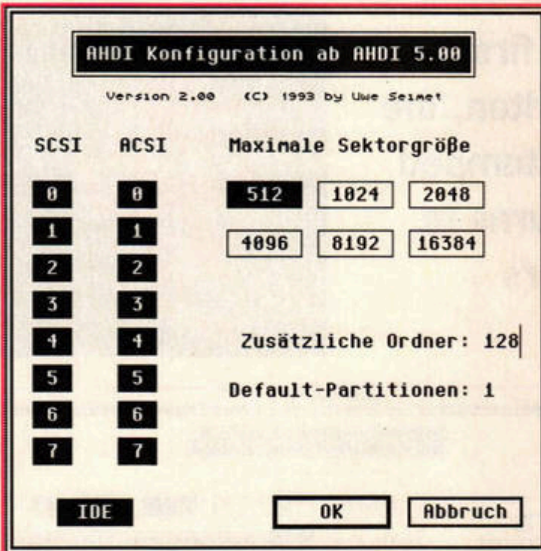 AHDI Konfiguration ab AHDI 5.00
Version 2.00 (C) 1993 by Uwe Seimet
SCSI ACSI Maximale Sektorgröße
0 0 512 1024 2048
1 1 4096 8192 16384
2 2
3 3
4 4 Zusätzliche Ordner: 128
5 5 Default-Partitionen: 1
6 6
7 7
IDE OK Abbruch